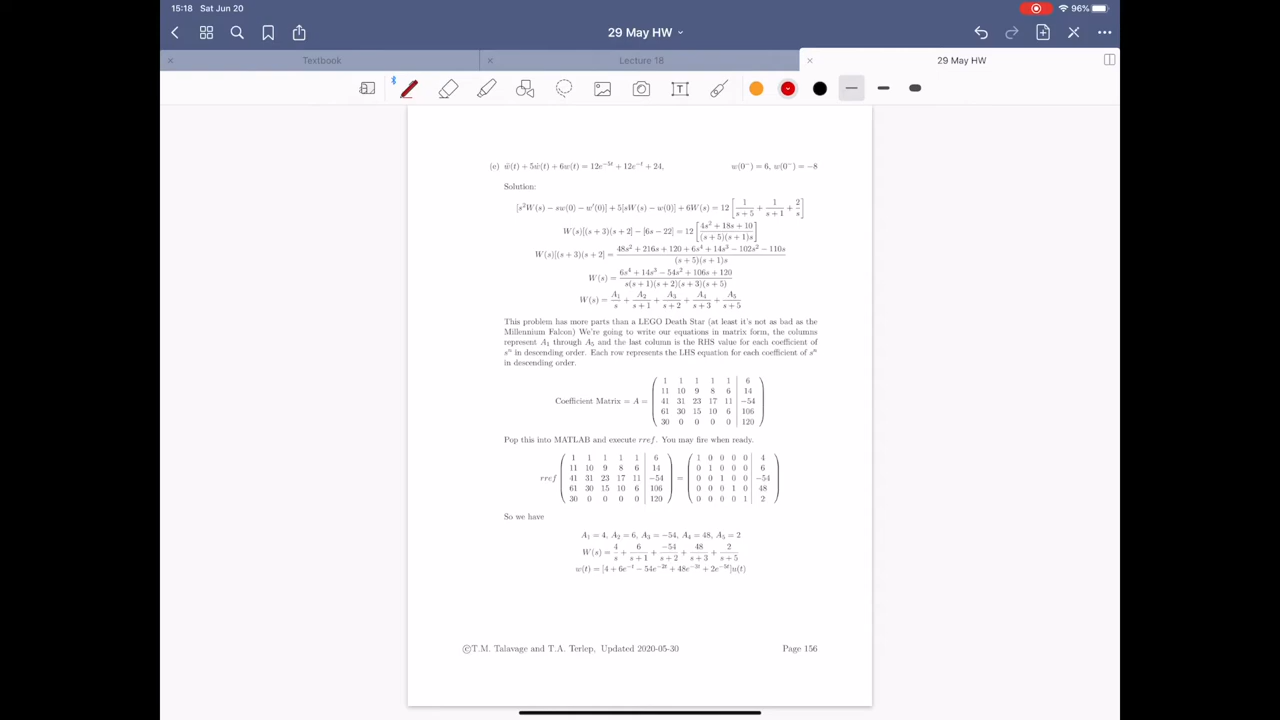 15:18 Sat Jun 20
96%
29 May HW
Textbook
Lecture 18
29 May HW
(e) ẅ(t) + 5ẇ(t) + 6w(t) = 12e^{-5t} + 12e^{-t} + 24, w(0⁻) = 6, ẇ(0⁻) = −8
Solution:
[s²W(s) − sw(0) − w′(0)] + 5[sW(s) − w(0)] + 6W(s) = 12 [1/(s+5) + 1/(s+1) + 2/s]
W(s)[(s + 3)(s + 2] − [6s − 22] = 12 [(4s² + 18s + 10)/((s + 5)(s + 1)s)]
W(s)[(s + 3)(s + 2] = (48s² + 216s + 120 + 6s⁴ + 14s³ − 102s² − 110s)/((s + 5)(s + 1)s)
W(s) = (6s⁴ + 14s³ − 54s² + 106s + 120)/(s(s + 1)(s + 2)(s + 3)(s + 5))
W(s) = A₁/s + A₂/(s + 1) + A₃/(s + 2) + A₄/(s + 3) + A₅/(s + 5)
This problem has more parts than a LEGO Death Star (at least it's not as bad as the
Millennium Falcon) We're going to write our equations in matrix form, the columns
represent A₁ through A₅ and the last column is the RHS value for each coefficient of
sⁿ in descending order. Each row represents the LHS equation for each coefficient of sⁿ
in descending order.
1 1 1 1 1 | 6
11 10 9 8 6 | 14
Coefficient Matrix = A = 41 31 23 17 11 | −54
61 30 15 10 6 | 106
30 0 0 0 0 | 120
Pop this into MATLAB and execute rref. You may fire when ready.
1 1 1 1 1 | 6 1 0 0 0 0 | 4
11 10 9 8 6 | 14 0 1 0 0 0 | 6
rref 41 31 23 17 11 | −54 = 0 0 1 0 0 | −54
61 30 15 10 6 | 106 0 0 0 1 0 | 48
30 0 0 0 0 | 120 0 0 0 0 1 | 2
So we have
A₁ = 4, A₂ = 6, A₃ = −54, A₄ = 48, A₅ = 2
W(s) = 4/s + 6/(s + 1) + −54/(s + 2) + 48/(s + 3) + 2/(s + 5)
w(t) = [4 + 6e^{-t} − 54e^{-2t} + 48e^{-3t} + 2e^{-5t}]u(t)
©T.M. Talavage and T.A. Terlep, Updated 2020-05-30 Page 156